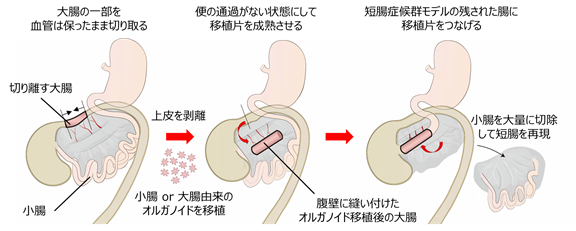 大腸の一部を
血管は保ったまま切り取る
便の通過がない状態にして
移植片を成熟させる
短腸症候群モデルの残された腸に
移植片をつなげる
切り離す大腸
上皮を剥離
小腸を大量に切除
して短腸を再現
小腸 or 大腸由来の
オルガノイドを移植
小腸
腹壁に縫い付けた
オルガノイド移植後の大腸